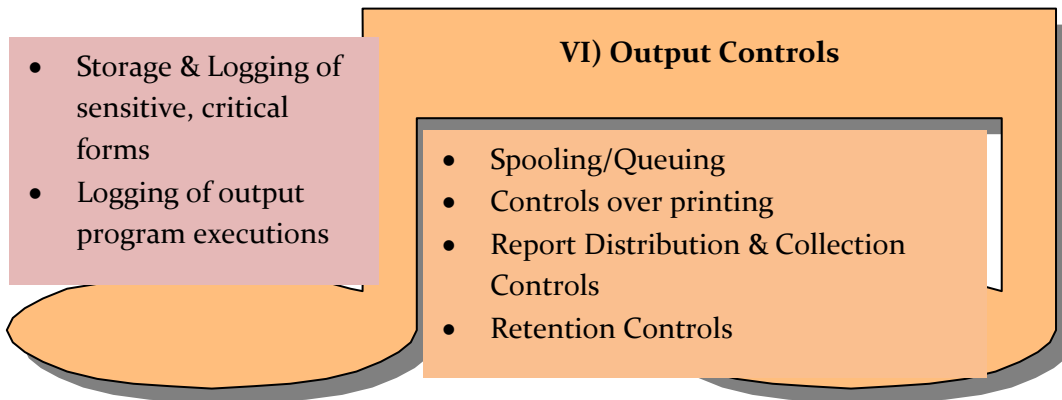 VI) Output Controls
• Storage & Logging of
sensitive, critical
forms
• Logging of output
program executions
• Spooling/Queuing
• Controls over printing
• Report Distribution & Collection
Controls
• Retention Controls